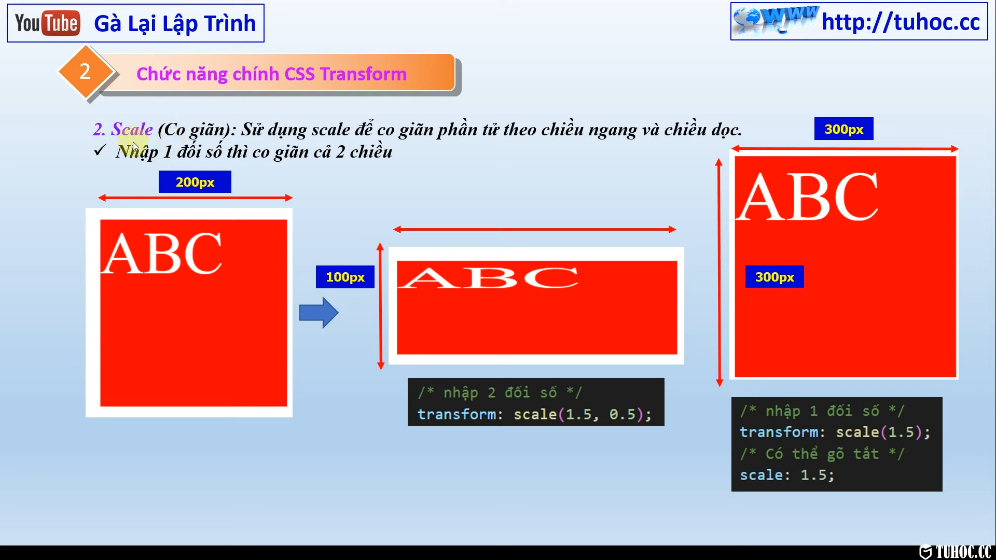 YouTube Gà Lại Lập Trình
www http://tuhoc.cc
2 Chức năng chính CSS Transform
2. Scale (Co giãn): Sử dụng scale để co giãn phần tử theo chiều ngang và chiều dọc.
✓ Nhập 1 đối số thì co giãn cả 2 chiều
200px
ABC
100px
ABC
/* nhập 2 đối số */
transform: scale(1.5, 0.5);
300px
ABC
300px
/* nhập 1 đối số */
transform: scale(1.5);
/* Có thể gõ tắt */
scale: 1.5;
TUHOC.CC